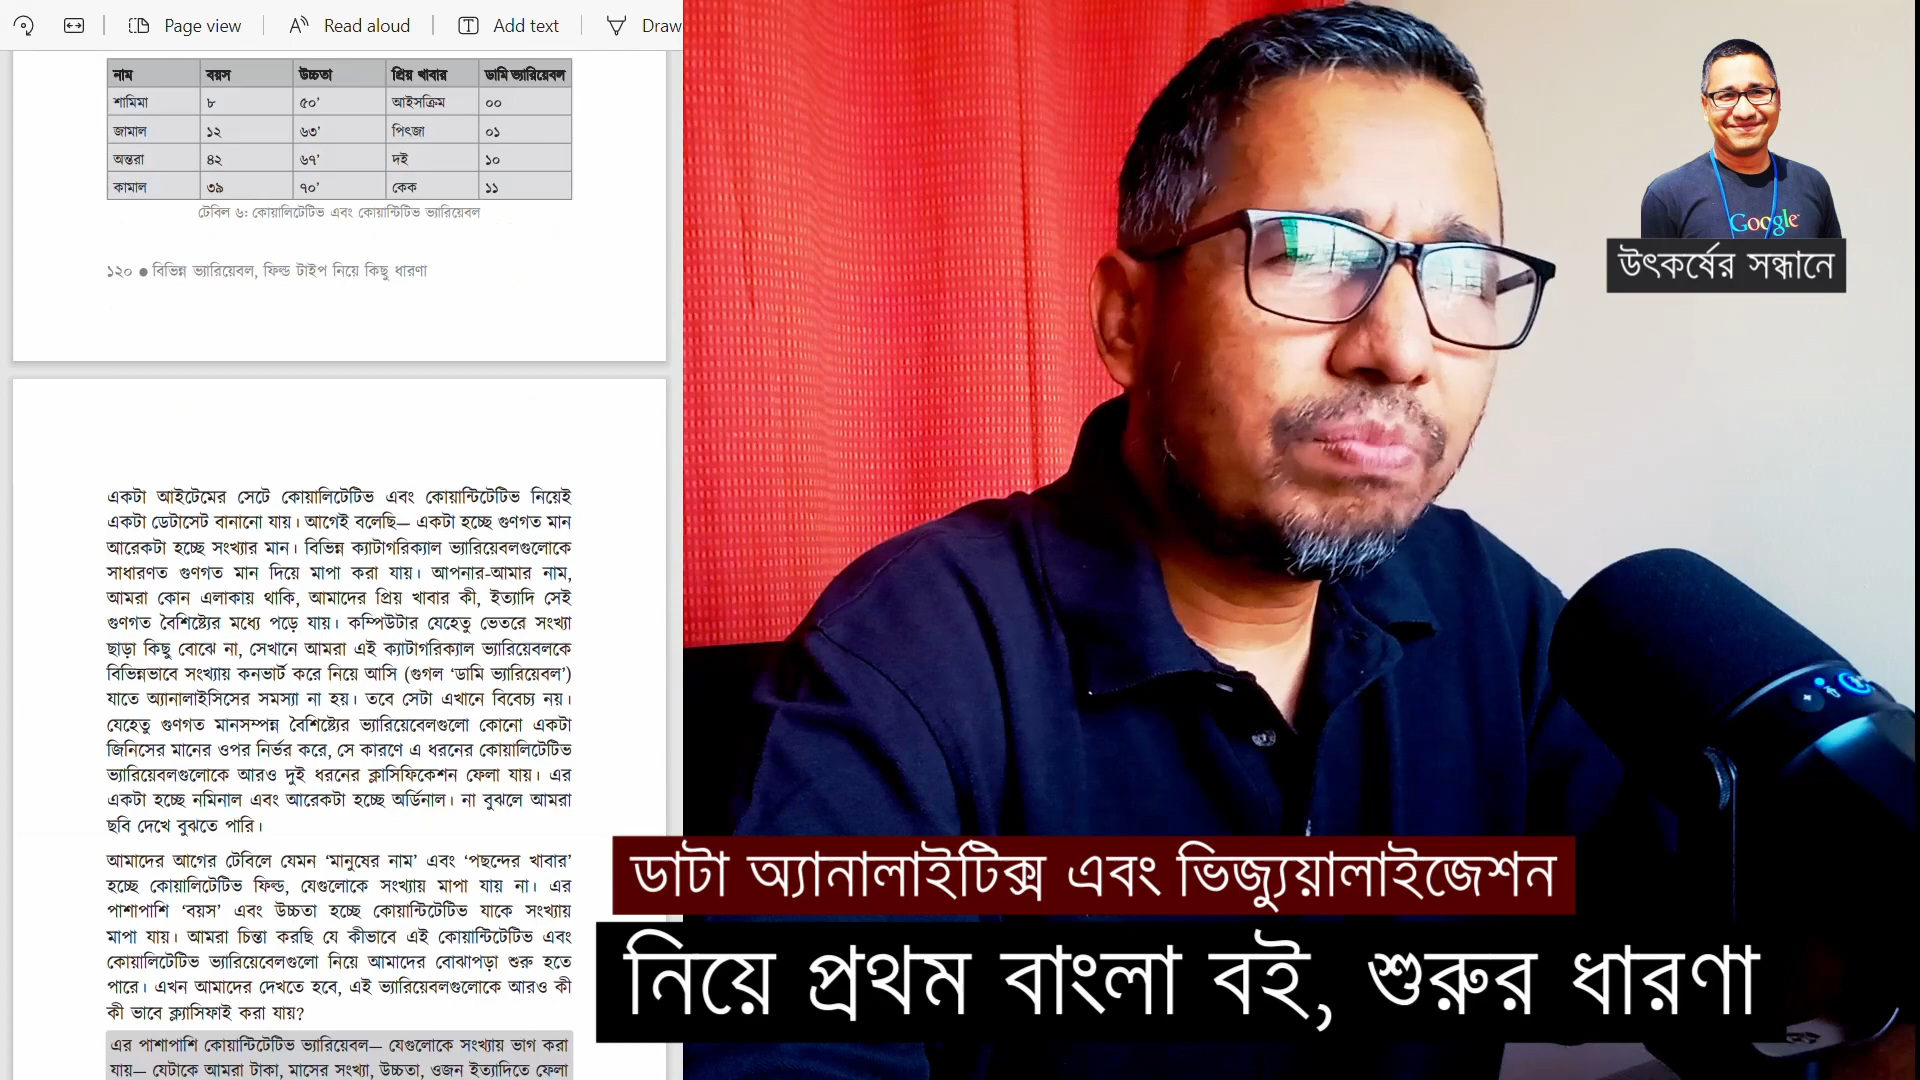 Page view
Read aloud
Add text
Draw
নাম বয়স উচ্চতা প্রিয় খাবার ডামি ভ্যারিয়েবল
শামিমা ৮ ৫০’ আইসক্রিম ০০
জামাল ১২ ৬৩’ পিৎজা ০১
অন্তরা ৪২ ৬৭’ দই ১০
কামাল ৩৯ ৭০’ কেক ১১
টেবিল ৬: কোয়ালিটেটিভ এবং কোয়ান্টিটিভ ভ্যারিয়েবল
১২০ ● বিভিন্ন ভ্যারিয়েবল, ফিল্ড টাইপ নিয়ে কিছু ধারণা
একটা আইটেমের সেটে কোয়ালিটেটিভ এবং কোয়ান্টিটেটিভ নিয়েই
একটা ডেটাসেট বানানো যায়। আগেই বলেছি— একটা হচ্ছে গুণগত মান
আরেকটা হচ্ছে সংখ্যার মান। বিভিন্ন ক্যাটাগরিক্যাল ভ্যারিয়েবলগুলোকে
সাধারণত গুণগত মান দিয়ে মাপা করা যায়। আপনার-আমার নাম,
আমরা কোন এলাকায় থাকি, আমাদের প্রিয় খাবার কী, ইত্যাদি সেই
গুণগত বৈশিষ্ট্যের মধ্যে পড়ে যায়। কম্পিউটার যেহেতু ভেতরে সংখ্যা
ছাড়া কিছু বোঝে না, সেখানে আমরা এই ক্যাটাগরিক্যাল ভ্যারিয়েবলকে
বিভিন্নভাবে সংখ্যায় কনভার্ট করে নিয়ে আসি (গুগল ‘ডামি ভ্যারিয়েবল’)
যাতে অ্যানালাইসিসের সমস্যা না হয়। তবে সেটা এখানে বিবেচ্য নয়।
যেহেতু গুণগত মানসম্পন্ন বৈশিষ্ট্যের ভ্যারিয়েবেলগুলো কোনো একটা
জিনিসের মানের ওপর নির্ভর করে, সে কারণে এ ধরনের কোয়ালিটেটিভ
ভ্যারিয়েবলগুলোকে আরও দুই ধরনের ক্লাসিফিকেশন ফেলা যায়। এর
একটা হচ্ছে নমিনাল এবং আরেকটা হচ্ছে অর্ডিনাল। না বুঝলে আমরা
ছবি দেখে বুঝতে পারি।
আমাদের আগের টেবিলে যেমন ‘মানুষের নাম’ এবং ‘পছন্দের খাবার’
হচ্ছে কোয়ালিটেটিভ ফিল্ড, যেগুলোকে সংখ্যায় মাপা যায় না। এর
পাশাপাশি ‘বয়স’ এবং উচ্চতা হচ্ছে কোয়ান্টিটেটিভ যাকে সংখ্যায়
মাপা যায়। আমরা চিন্তা করছি যে কীভাবে এই কোয়ান্টিটেটিভ এবং
কোয়ালিটেটিভ ভ্যারিয়েবেলগুলো নিয়ে আমাদের বোঝাপড়া শুরু হতে
পারে। এখন আমাদের দেখতে হবে, এই ভ্যারিয়েবলগুলোকে আরও কী
কী ভাবে ক্ল্যাসিফাই করা যায়?
এর পাশাপাশি কোয়ান্টিটেটিভ ভ্যারিয়েবল— যেগুলোকে সংখ্যায় ভাগ করা
যায়— যেটাকে আমরা টাকা, মাসের সংখ্যা, উচ্চতা, ওজন ইত্যাদিতে ফেলা
Google
উৎকর্ষের সন্ধানে
ডাটা অ্যানালাইটিক্স এবং ভিজ্যুয়ালাইজেশন
নিয়ে প্রথম বাংলা বই, শুরুর ধারণা